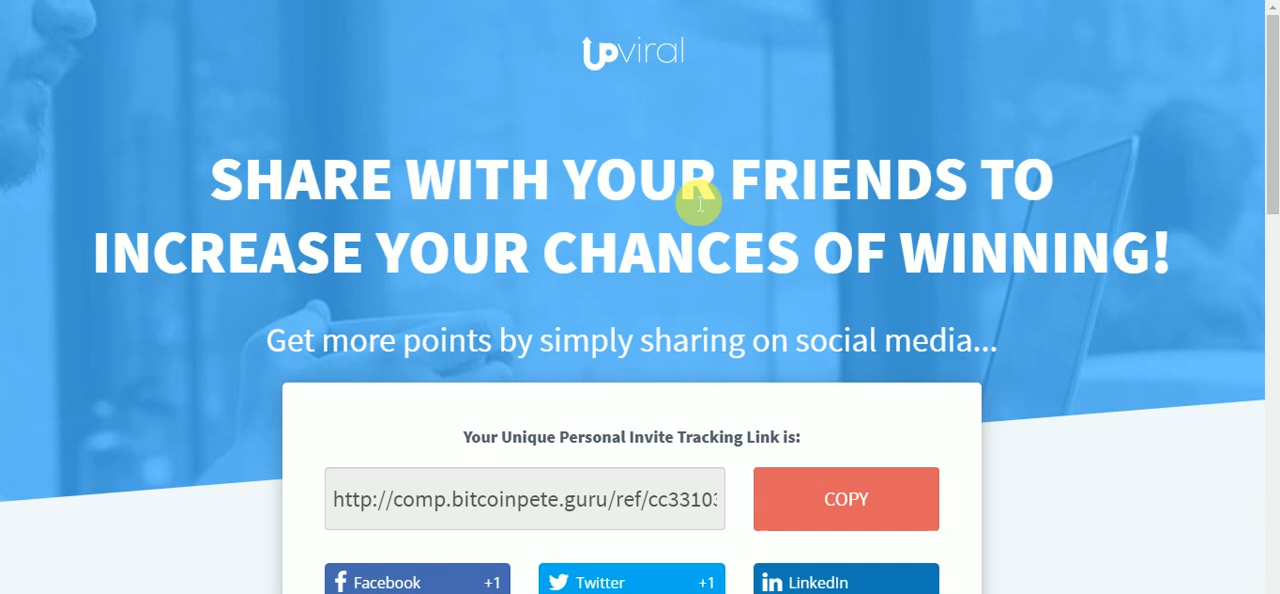 UPviral
SHARE WITH YOUR FRIENDS TO
INCREASE YOUR CHANCES OF WINNING!
Get more points by simply sharing on social media...
Your Unique Personal Invite Tracking Link is:
http://comp.bitcoinpete.guru/ref/cc33103 COPY
Facebook +1 Twitter +1 LinkedIn